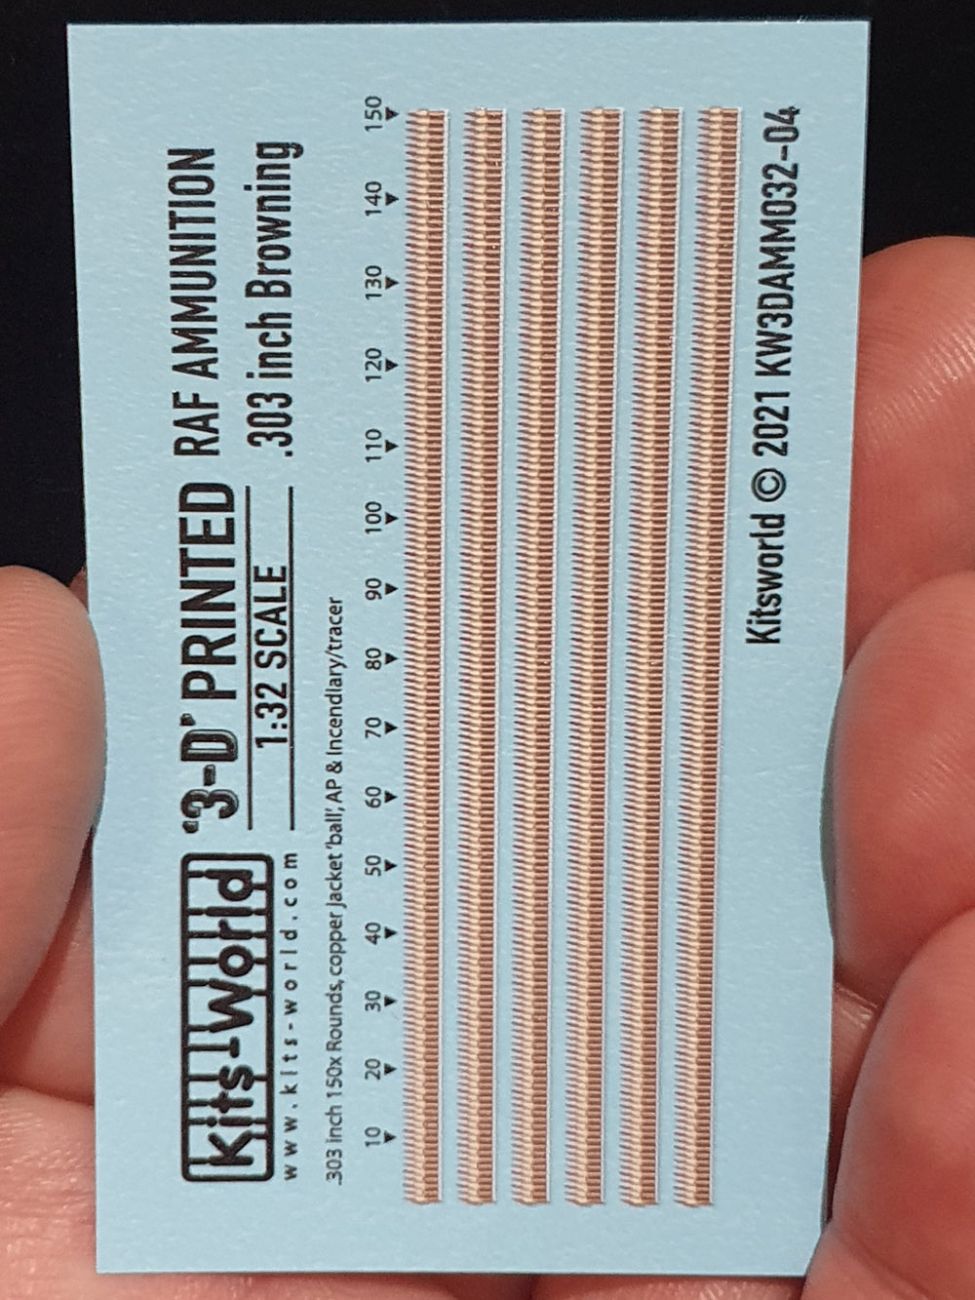 Kits-World
www.kits-world.com
'3-D' PRINTED RAF AMMUNITION
1:32 SCALE .303 inch Browning
.303 inch 150x Rounds, copper jacket 'ball', AP & Incendiary/tracer
10 20 30 40 50 60 70 80 90 100 110 120 130 140 150
Kitsworld © 2021 KW3DAMM032-04